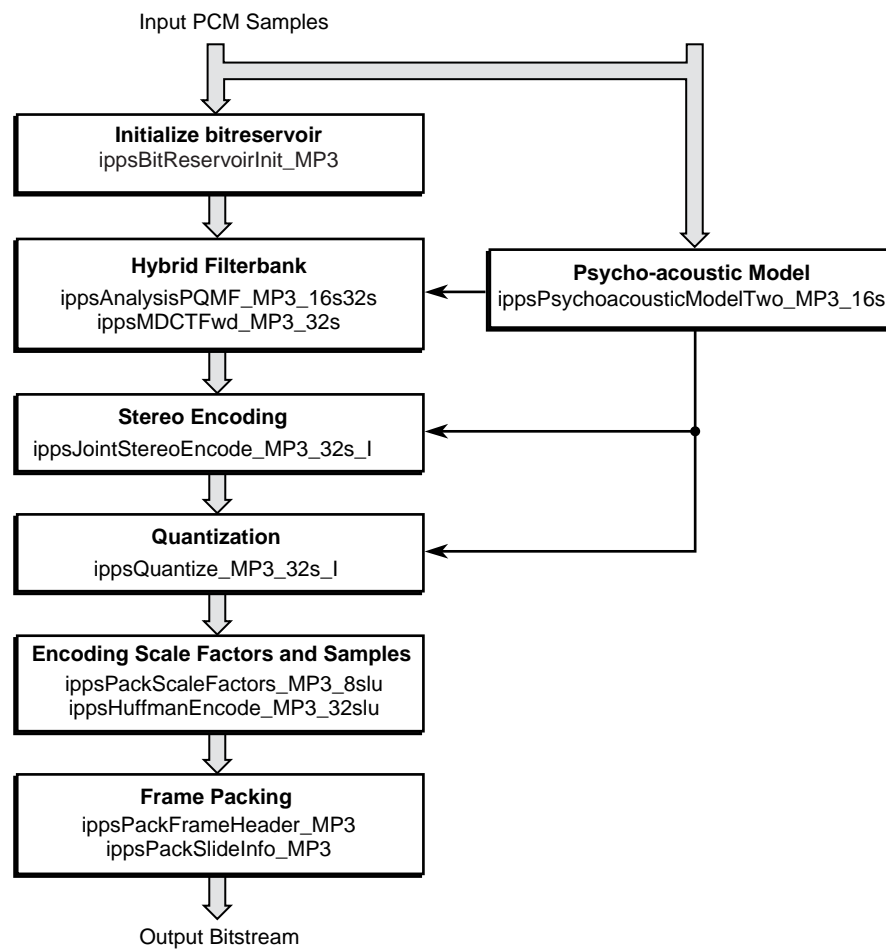 Input PCM Samples
Initialize bitreservoir
ippsBitReservoirInit_MP3
Hybrid Filterbank
ippsAnalysisPQMF_MP3_16s32s
ippsMDCTFwd_MP3_32s
Psycho-acoustic Model
ippsPsychoacousticModelTwo_MP3_16s
Stereo Encoding
ippsJointStereoEncode_MP3_32s_I
Quantization
ippsQuantize_MP3_32s_I
Encoding Scale Factors and Samples
ippsPackScaleFactors_MP3_8slu
ippsHuffmanEncode_MP3_32slu
Frame Packing
ippsPackFrameHeader_MP3
ippsPackSlideInfo_MP3
Output Bitstream